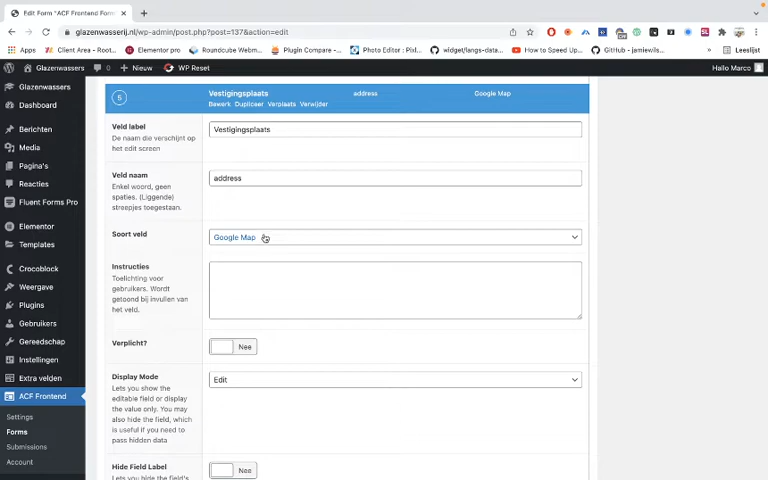 Edit Form "ACF Frontend Form
glazenwasserij.nl/wp-admin/post.php?post=137&action=edit
Apps
Client Area - Root...
Elementor pro
Roundcube Webm...
Plugin Compare -...
Photo Editor : Pixl...
widget/langs-data...
How to Speed Up...
GitHub - jamiewils...
»
Leeslijst
Glazenwassers
0
Nieuw
WP Reset
Hallo Marco
Glazenwassers
Dashboard
Berichten
Media
Pagina's
Reacties
Fluent Forms Pro
Elementor
Templates
Crocoblock
Weergave
Plugins
Gebruikers
Gereedschap
Instellingen
Extra velden
ACF Frontend
Settings
Forms
Submissions
Account
5
Vestigingsplaats
address
Google Map
Bewerk Dupliceer Verplaats Verwijder
Veld label
De naam die verschijnt op
het edit screen
Vestigingsplaats
Veld naam
Enkel woord, geen
spaties. (Liggende)
streepjes toegestaan.
address
Soort veld
Google Map
Instructies
Toelichting voor
gebruikers. Wordt
getoond bij invullen van
het veld.
Verplicht?
Nee
Display Mode
Lets you show the
editable field or display
the value only. You may
also hide the field, which
is useful if you need to
pass hidden data
Edit
Hide Field Label
Lets you hide the field's
Nee